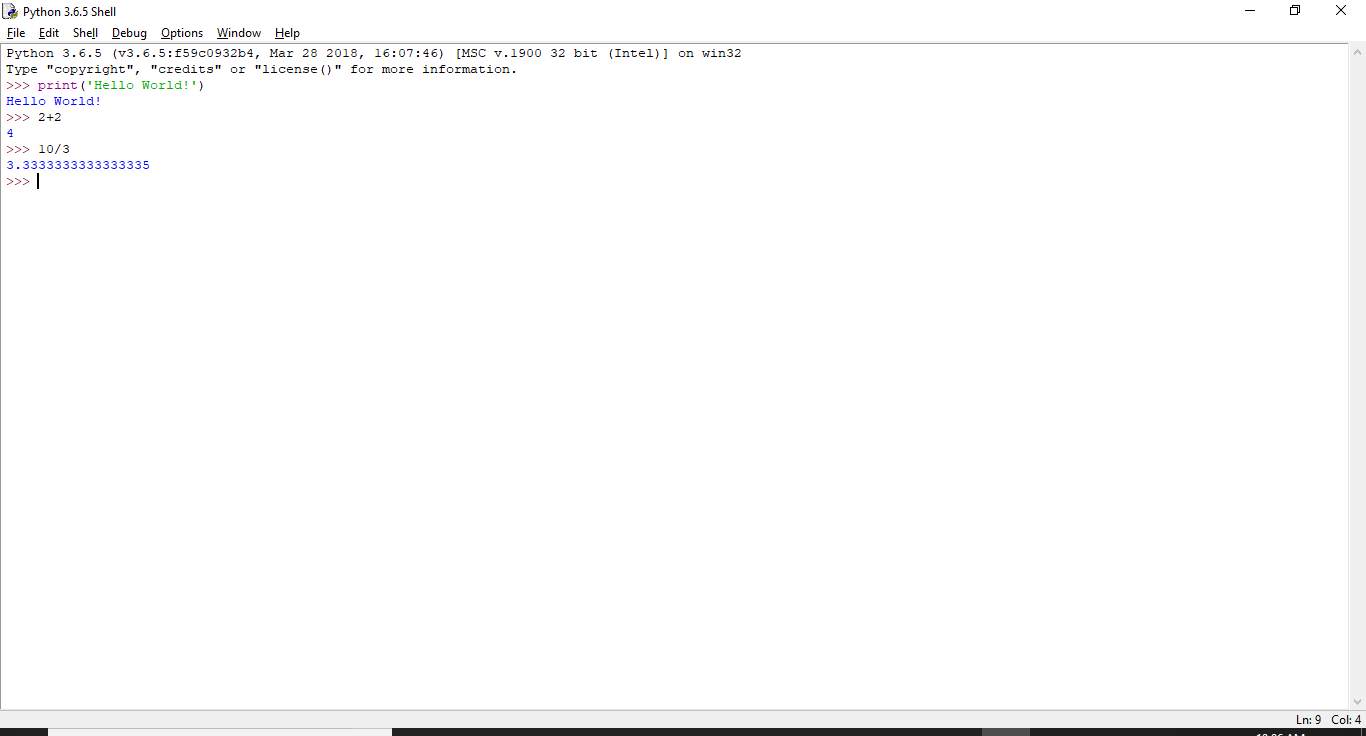 Python 3.6.5 Shell
File Edit Shell Debug Options Window Help
Python 3.6.5 (v3.6.5:f59c0932b4, Mar 28 2018, 16:07:46) [MSC v.1900 32 bit (Intel)] on win32
Type "copyright", "credits" or "license()" for more information.
>>> print('Hello World!')
Hello World!
>>> 2+2
4
>>> 10/3
3.3333333333333335
>>>
Ln: 9 Col: 4